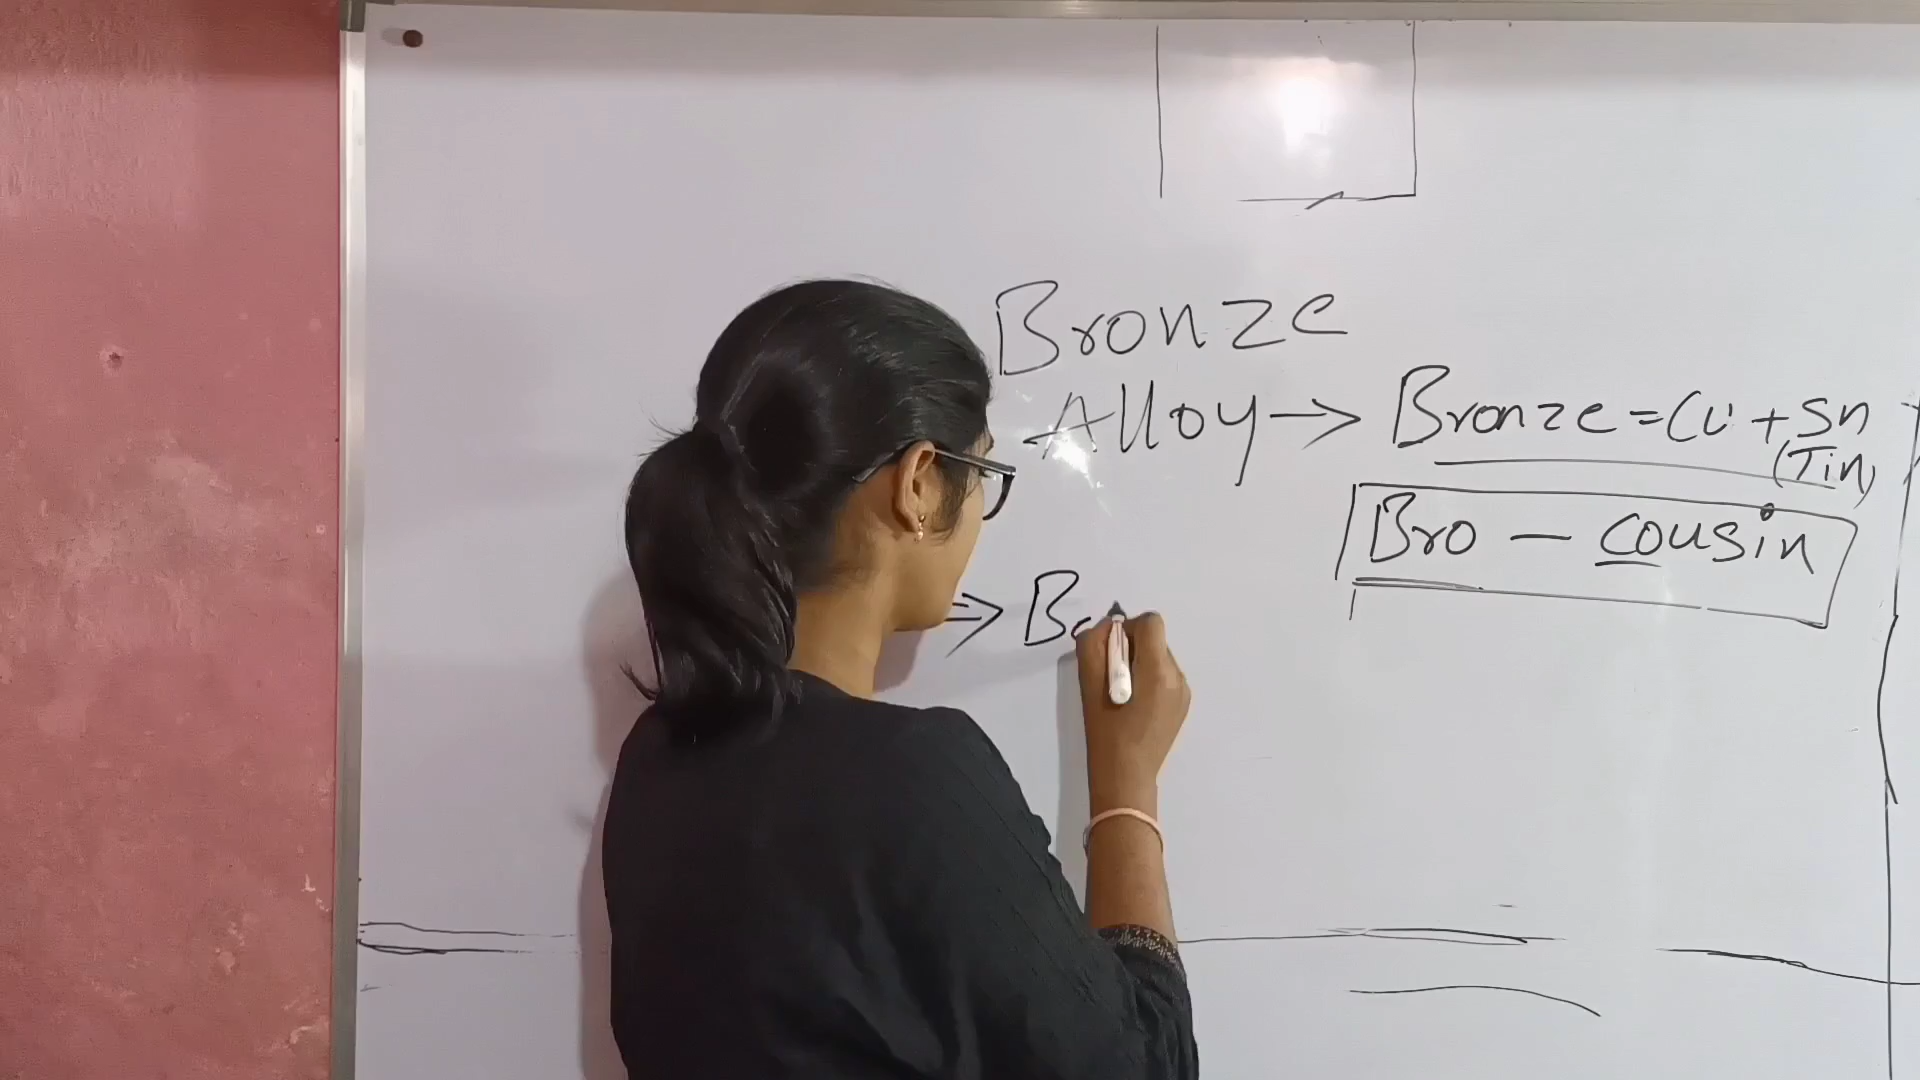 Bronze
Alloy → Bronze = Cu + Sn
(Tin)
Bro – cousin
⇒